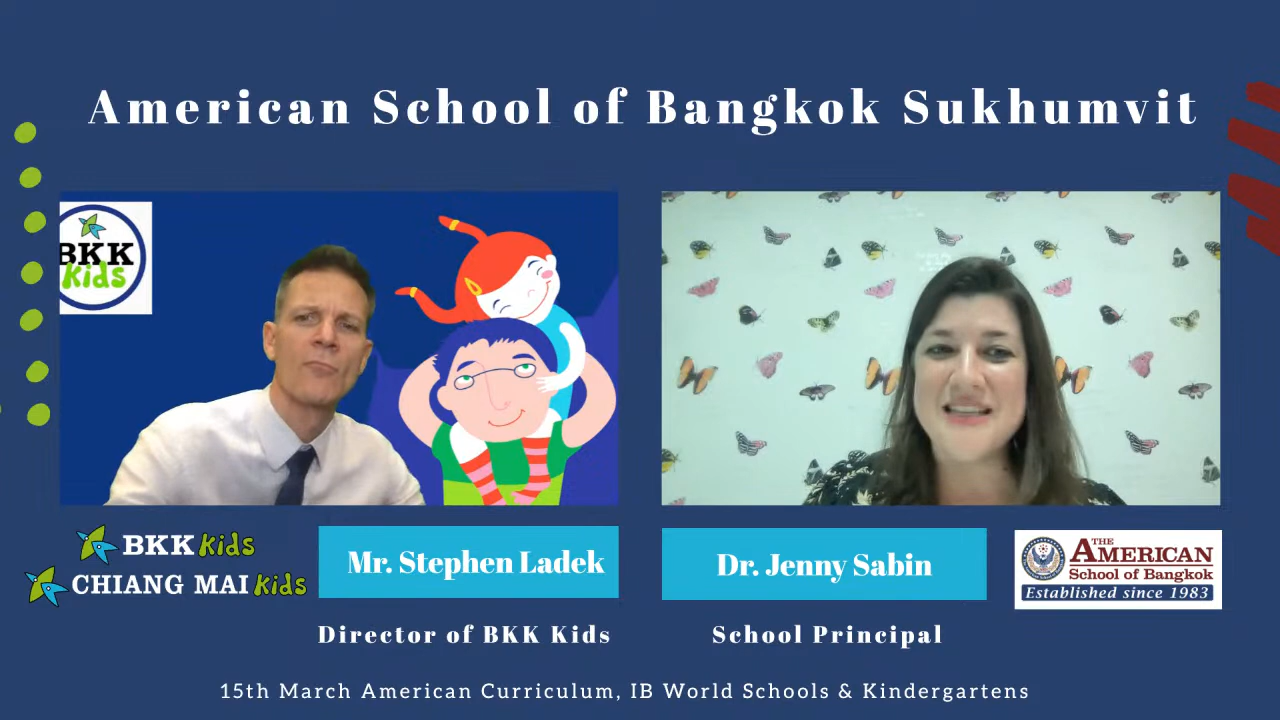 American School of Bangkok Sukhumvit
BKK
kids
BKK kids
CHIANG MAI kids
Mr. Stephen Ladek
Director of BKK Kids
Dr. Jenny Sabin
School Principal
THE
AMERICAN
School of Bangkok
Established since 1983
15th March American Curriculum, IB World Schools & Kindergartens